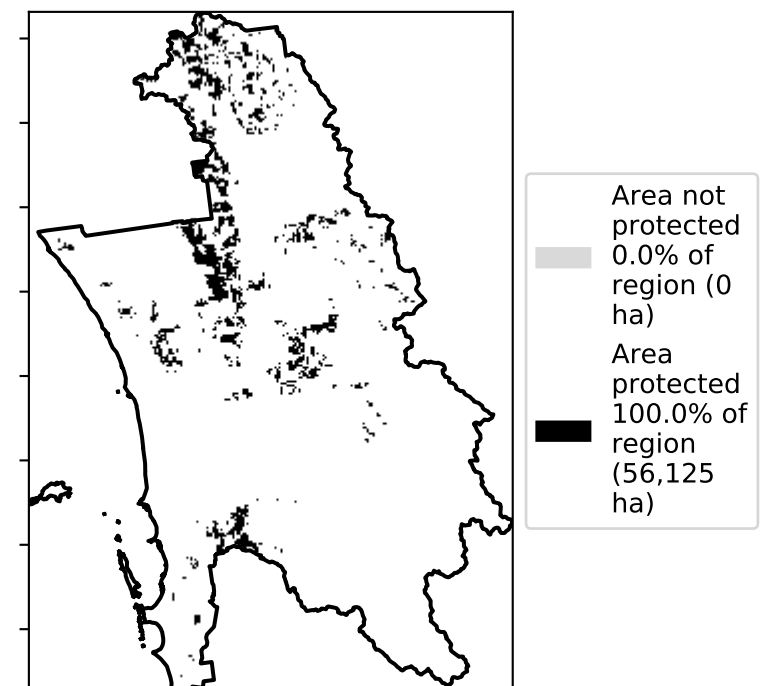 Area not
protected
0.0% of
region (0
ha)
Area
protected
100.0% of
region
(56,125
ha)